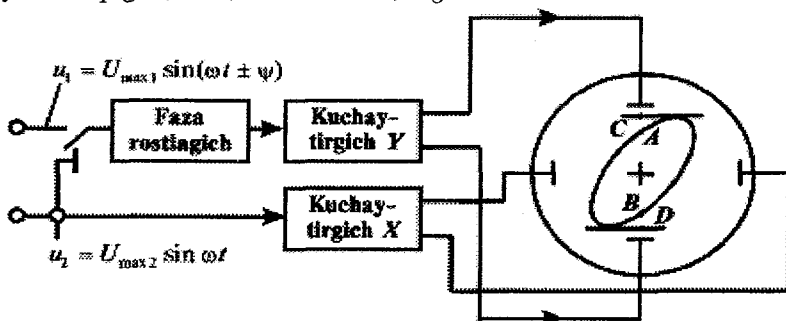 u₁ = U_max1 sin(ωt ± ψ)
Faza
rostlagich
Kuchay-
tirgich Y
C
A
B
D
Kuchay-
tirgich X
u₂ = U_max2 sin ωt